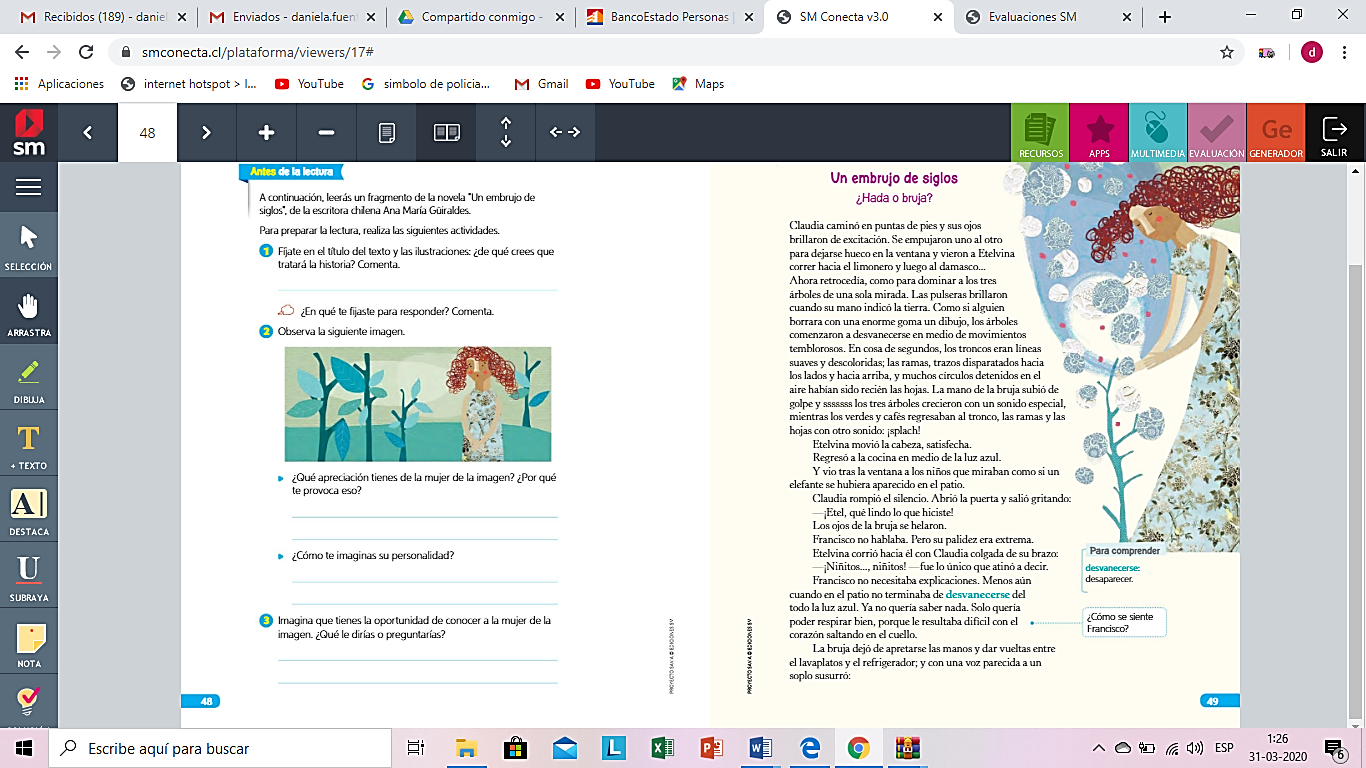 Recibidos (189) - daniel
Enviados - daniela.fuent
Compartido conmigo -
BancoEstado Personas |
SM Conecta v3.0
Evaluaciones SM
smconecta.cl/plataforma/viewers/17#
d
Aplicaciones
internet hotspot > l...
YouTube
simbolo de policia...
Gmail
YouTube
Maps
sm
48
RECURSOS
APPS
MULTIMEDIA
EVALUACIÓN
Ge
GENERADOR
SALIR
SELECCIÓN
ARRASTRA
DIBUJA
T
+ TEXTO
A
DESTACA
U
SUBRAYA
NOTA
Antes de la lectura
A continuación, leerás un fragmento de la novela "Un embrujo de
siglos", de la escritora chilena Ana María Güiraldes.
Para preparar la lectura, realiza las siguientes actividades.
1 Fíjate en el título del texto y las ilustraciones: ¿de qué crees que
tratará la historia? Comenta.
¿En qué te fijaste para responder? Comenta.
2 Observa la siguiente imagen.
¿Qué apreciación tienes de la mujer de la imagen? ¿Por qué
te provoca eso?
¿Cómo te imaginas su personalidad?
3 Imagina que tienes la oportunidad de conocer a la mujer de la
imagen. ¿Qué le dirías o preguntarías?
PROYECTO SAVIA © EDICIONES SM
48
Un embrujo de siglos
¿Hada o bruja?
Claudia caminó en puntas de pies y sus ojos
brillaron de excitación. Se empujaron uno al otro
para dejarse hueco en la ventana y vieron a Etelvina
correr hacia el limonero y luego al damasco...
Ahora retrocedía, como para dominar a los tres
árboles de una sola mirada. Las pulseras brillaron
cuando su mano indicó la tierra. Como si alguien
borrara con una enorme goma un dibujo, los árboles
comenzaron a desvanecerse en medio de movimientos
temblorosos. En cosa de segundos, los troncos eran líneas
suaves y descoloridas; las ramas, trazos disparatados hacia
los lados y hacia arriba, y muchos círculos detenidos en el
aire habían sido recién las hojas. La mano de la bruja subió de
golpe y sssssss los tres árboles crecieron con un sonido especial,
mientras los verdes y cafés regresaban al tronco, las ramas y las
hojas con otro sonido: ¡splach!
Etelvina movió la cabeza, satisfecha.
Regresó a la cocina en medio de la luz azul.
Y vio tras la ventana a los niños que miraban como si un
elefante se hubiera aparecido en el patio.
Claudia rompió el silencio. Abrió la puerta y salió gritando:
—¡Etel, qué lindo lo que hiciste!
Los ojos de la bruja se helaron.
Francisco no hablaba. Pero su palidez era extrema.
Etelvina corrió hacia él con Claudia colgada de su brazo:
—¡Niñitos..., niñitos! —fue lo único que atinó a decir.
Francisco no necesitaba explicaciones. Menos aún
cuando en el patio no terminaba de desvanecerse del
todo la luz azul. Ya no quería saber nada. Solo quería
poder respirar bien, porque le resultaba difícil con el
corazón saltando en el cuello.
La bruja dejó de apretarse las manos y dar vueltas entre
el lavaplatos y el refrigerador; y con una voz parecida a un
soplo susurró:
Para comprender
desvanecerse:
desaparecer.
¿Cómo se siente
Francisco?
PROYECTO SAVIA © EDICIONES SM
49
Escribe aquí para buscar
ESP
1:26
31-03-2020
6